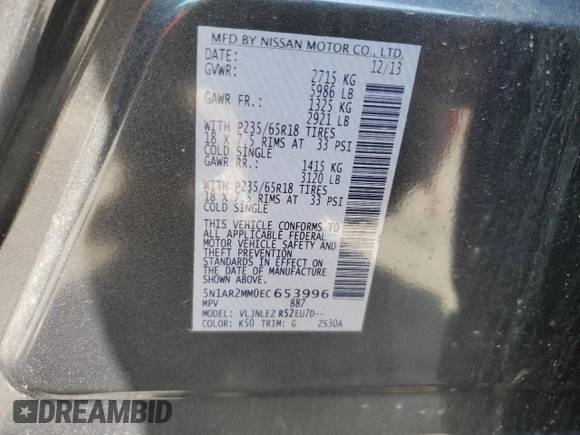 MFD BY NISSAN MOTOR CO., LTD.
DATE: 12/13
GVWR: 2715 KG
5986 LB
GAWR FR.: 1325 KG
2921 LB
WITH P235/65R18 TIRES
18 X 7.5 RIMS AT 33 PSI
COLD SINGLE
GAWR RR.: 1415 KG
3120 LB
WITH P235/65R18 TIRES
18 X 7.5 RIMS AT 33 PSI
COLD SINGLE
THIS VEHICLE CONFORMS TO
ALL APPLICABLE FEDERAL
MOTOR VEHICLE SAFETY AND
THEFT PREVENTION
STANDARDS IN EFFECT ON
THE DATE OF MANUFACTURE
SHOWN ABOVE.
5N1AR2MM0EC653996
MPV 887
MODEL: VLJNLEZ R52EU7D--
COLOR: K50 TRIM: G ZS30A
DREAMBID